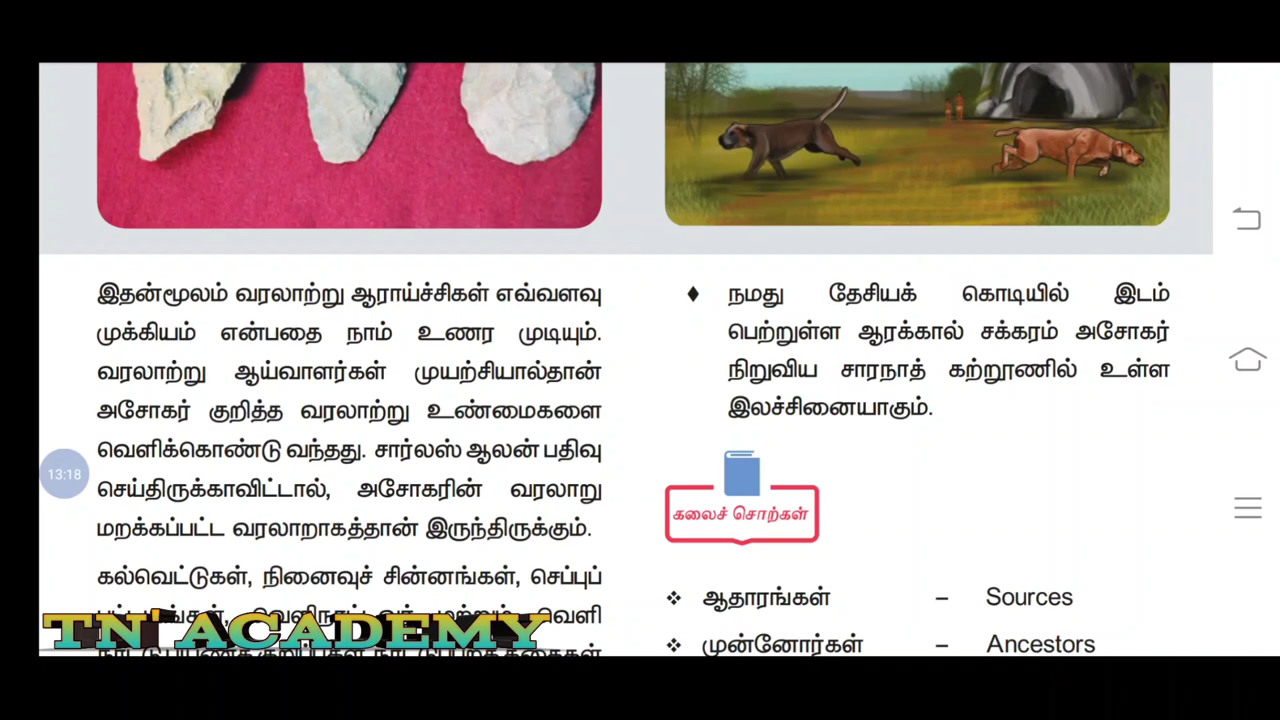 இதன்மூலம் வரலாற்று ஆராய்ச்சிகள் எவ்வளவு
முக்கியம் என்பதை நாம் உணர முடியும்.
வரலாற்று ஆய்வாளர்கள் முயற்சியால்தான்
அசோகர் குறித்த வரலாற்று உண்மைகளை
வெளிக்கொண்டு வந்தது. சார்லஸ் ஆலன் பதிவு
செய்திருக்காவிட்டால், அசோகரின் வரலாறு
மறக்கப்பட்ட வரலாறாகத்தான் இருந்திருக்கும்.
கல்வெட்டுகள், நினைவுச் சின்னங்கள், செப்புப்
வெளி
TN ACADEMY
நமது தேசியக் கொடியில் இடம்
பெற்றுள்ள ஆரக்கால் சக்கரம் அசோகர்
நிறுவிய சாரநாத் கற்றூணில் உள்ள
இலச்சினையாகும்.
கலைச் சொற்கள்
ஆதாரங்கள் – Sources
முன்னோர்கள் – Ancestors
13:18